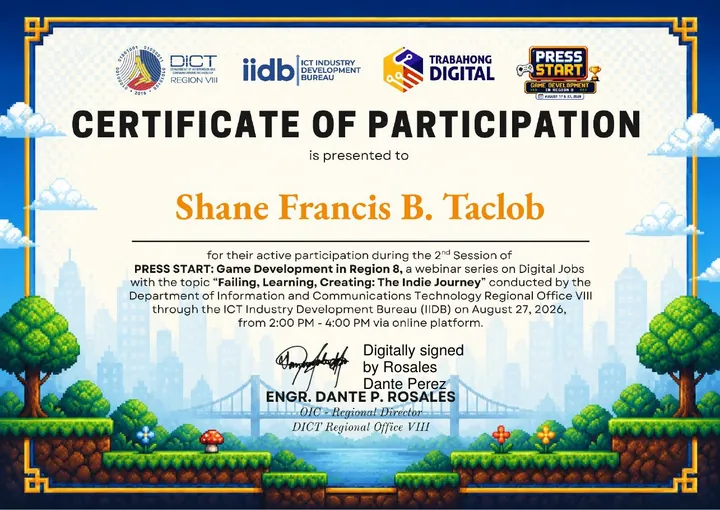 DICT
REGION VIII
iidb
ICT INDUSTRY
DEVELOPMENT
BUREAU
TRABAHONG
DIGITAL
PRESS
START
GAME DEVELOPMENT
IN REGION 8
CERTIFICATE OF PARTICIPATION
is presented to
Shane Francis B. Taclob
for their active participation during the 2nd Session of
PRESS START: Game Development in Region 8, a webinar series on Digital Jobs
with the topic “Failing, Learning, Creating: The Indie Journey” conducted by the
Department of Information and Communications Technology Regional Office VIII
through the ICT Industry Development Bureau (IIDB) on August 27, 2026,
from 2:00 PM - 4:00 PM via online platform.
Digitally signed
by Rosales
Dante Perez
ENGR. DANTE P. ROSALES
OIC - Regional Director
DICT Regional Office VIII